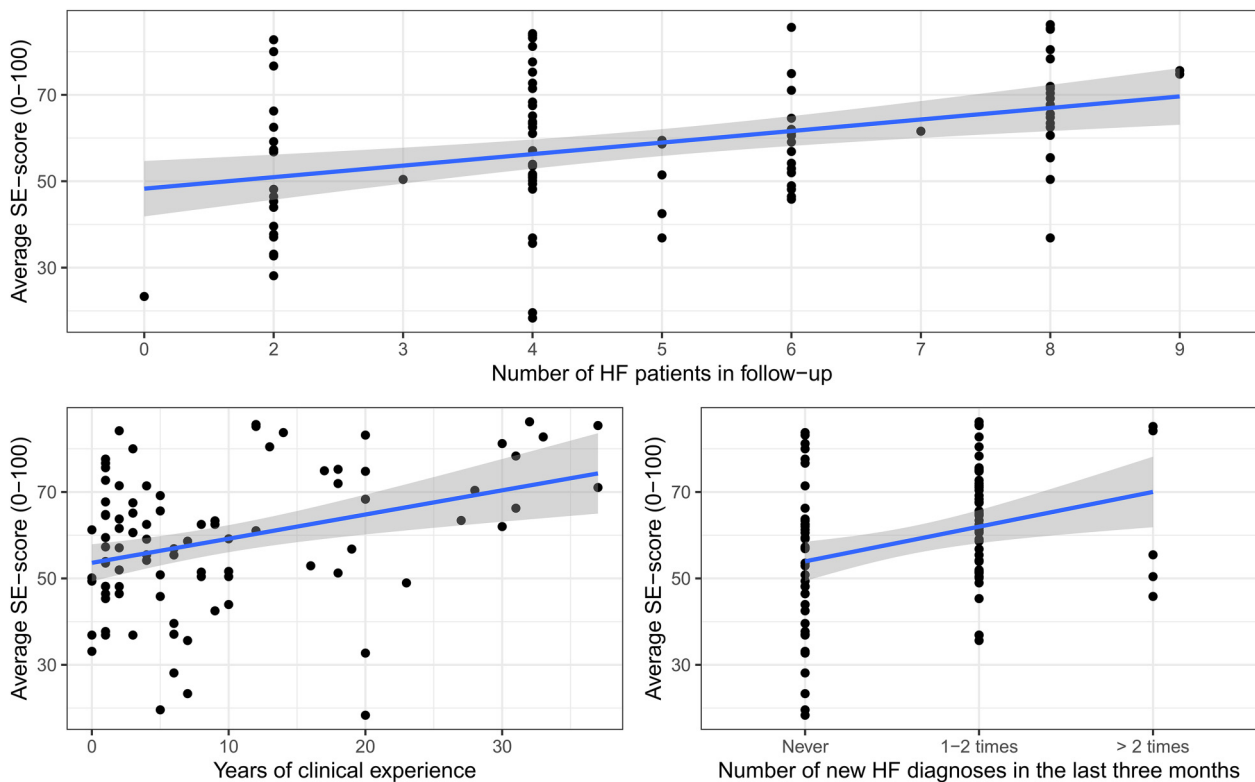 Average SE−score (0−100)
70
50
30
0
2
3
4
5
6
7
8
9
Number of HF patients in follow−up
Average SE−score (0−100)
70
50
30
0
10
20
30
Years of clinical experience
Average SE−score (0−100)
70
50
30
Never
1−2 times
> 2 times
Number of new HF diagnoses in the last three months